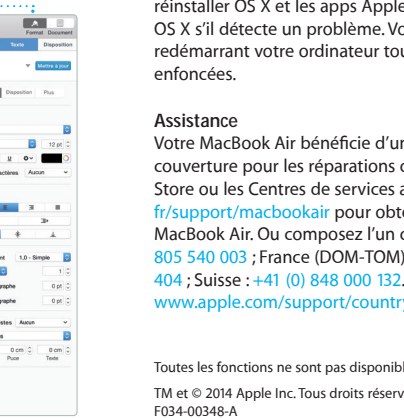 Format Document
Texte Disposition
Mettre à jour
Disposition Plus
12 pt
U
actères Aucun
nt 1,0 - Simple
1
graphe 0 pt
graphe 0 pt
istes Aucun
0 cm 0 cm
Puce Texte
réinstaller OS X et les apps Apple
OS X s’il détecte un problème. Vo
redémarrant votre ordinateur tou
enfoncées.
Assistance
Votre MacBook Air bénéficie d’un
couverture pour les réparations o
Store ou les Centres de services a
fr/support/macbookair pour obte
MacBook Air. Ou composez l’un d
805 540 003 ; France (DOM-TOM)
404 ; Suisse : +41 (0) 848 000 132.
www.apple.com/support/country
Toutes les fonctions ne sont pas disponibl
TM et © 2014 Apple Inc. Tous droits réserv
F034-00348-A